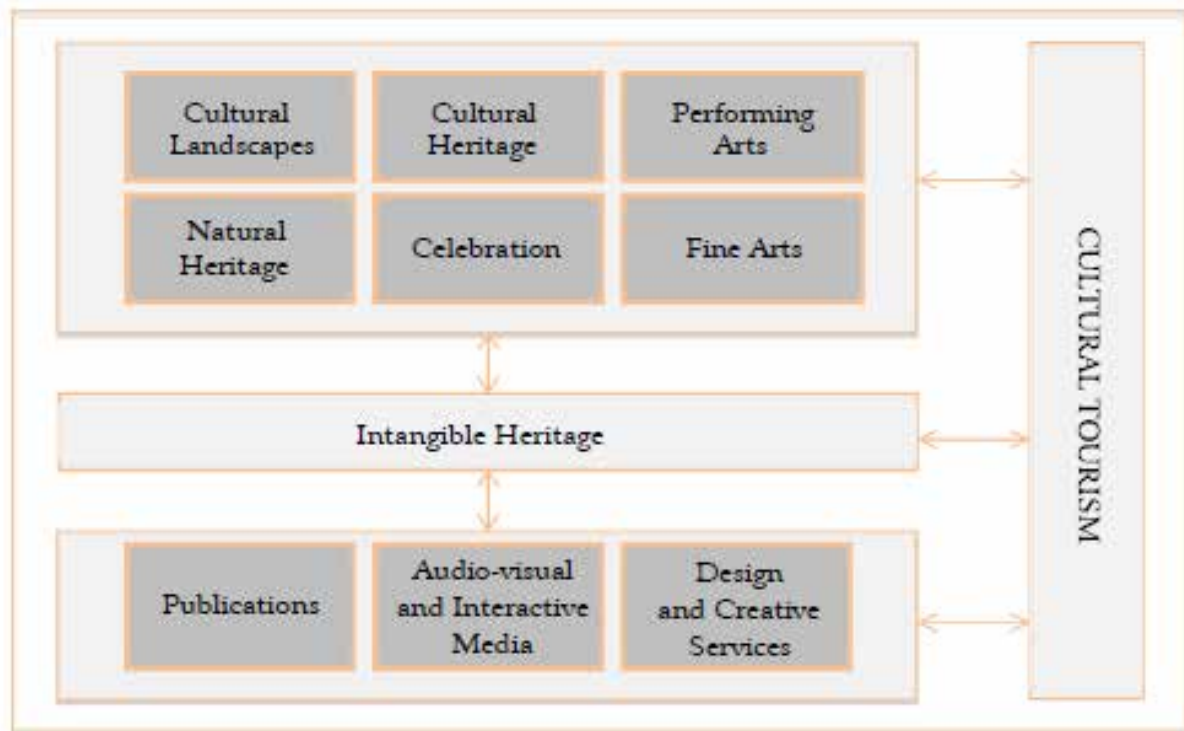 Cultural
Landscapes
Cultural
Heritage
Performing
Arts
Natural
Heritage
Celebration
Fine Arts
Intangible Heritage
Publications
Audio-visual
and Interactive
Media
Design
and Creative
Services
CULTURAL TOURISM